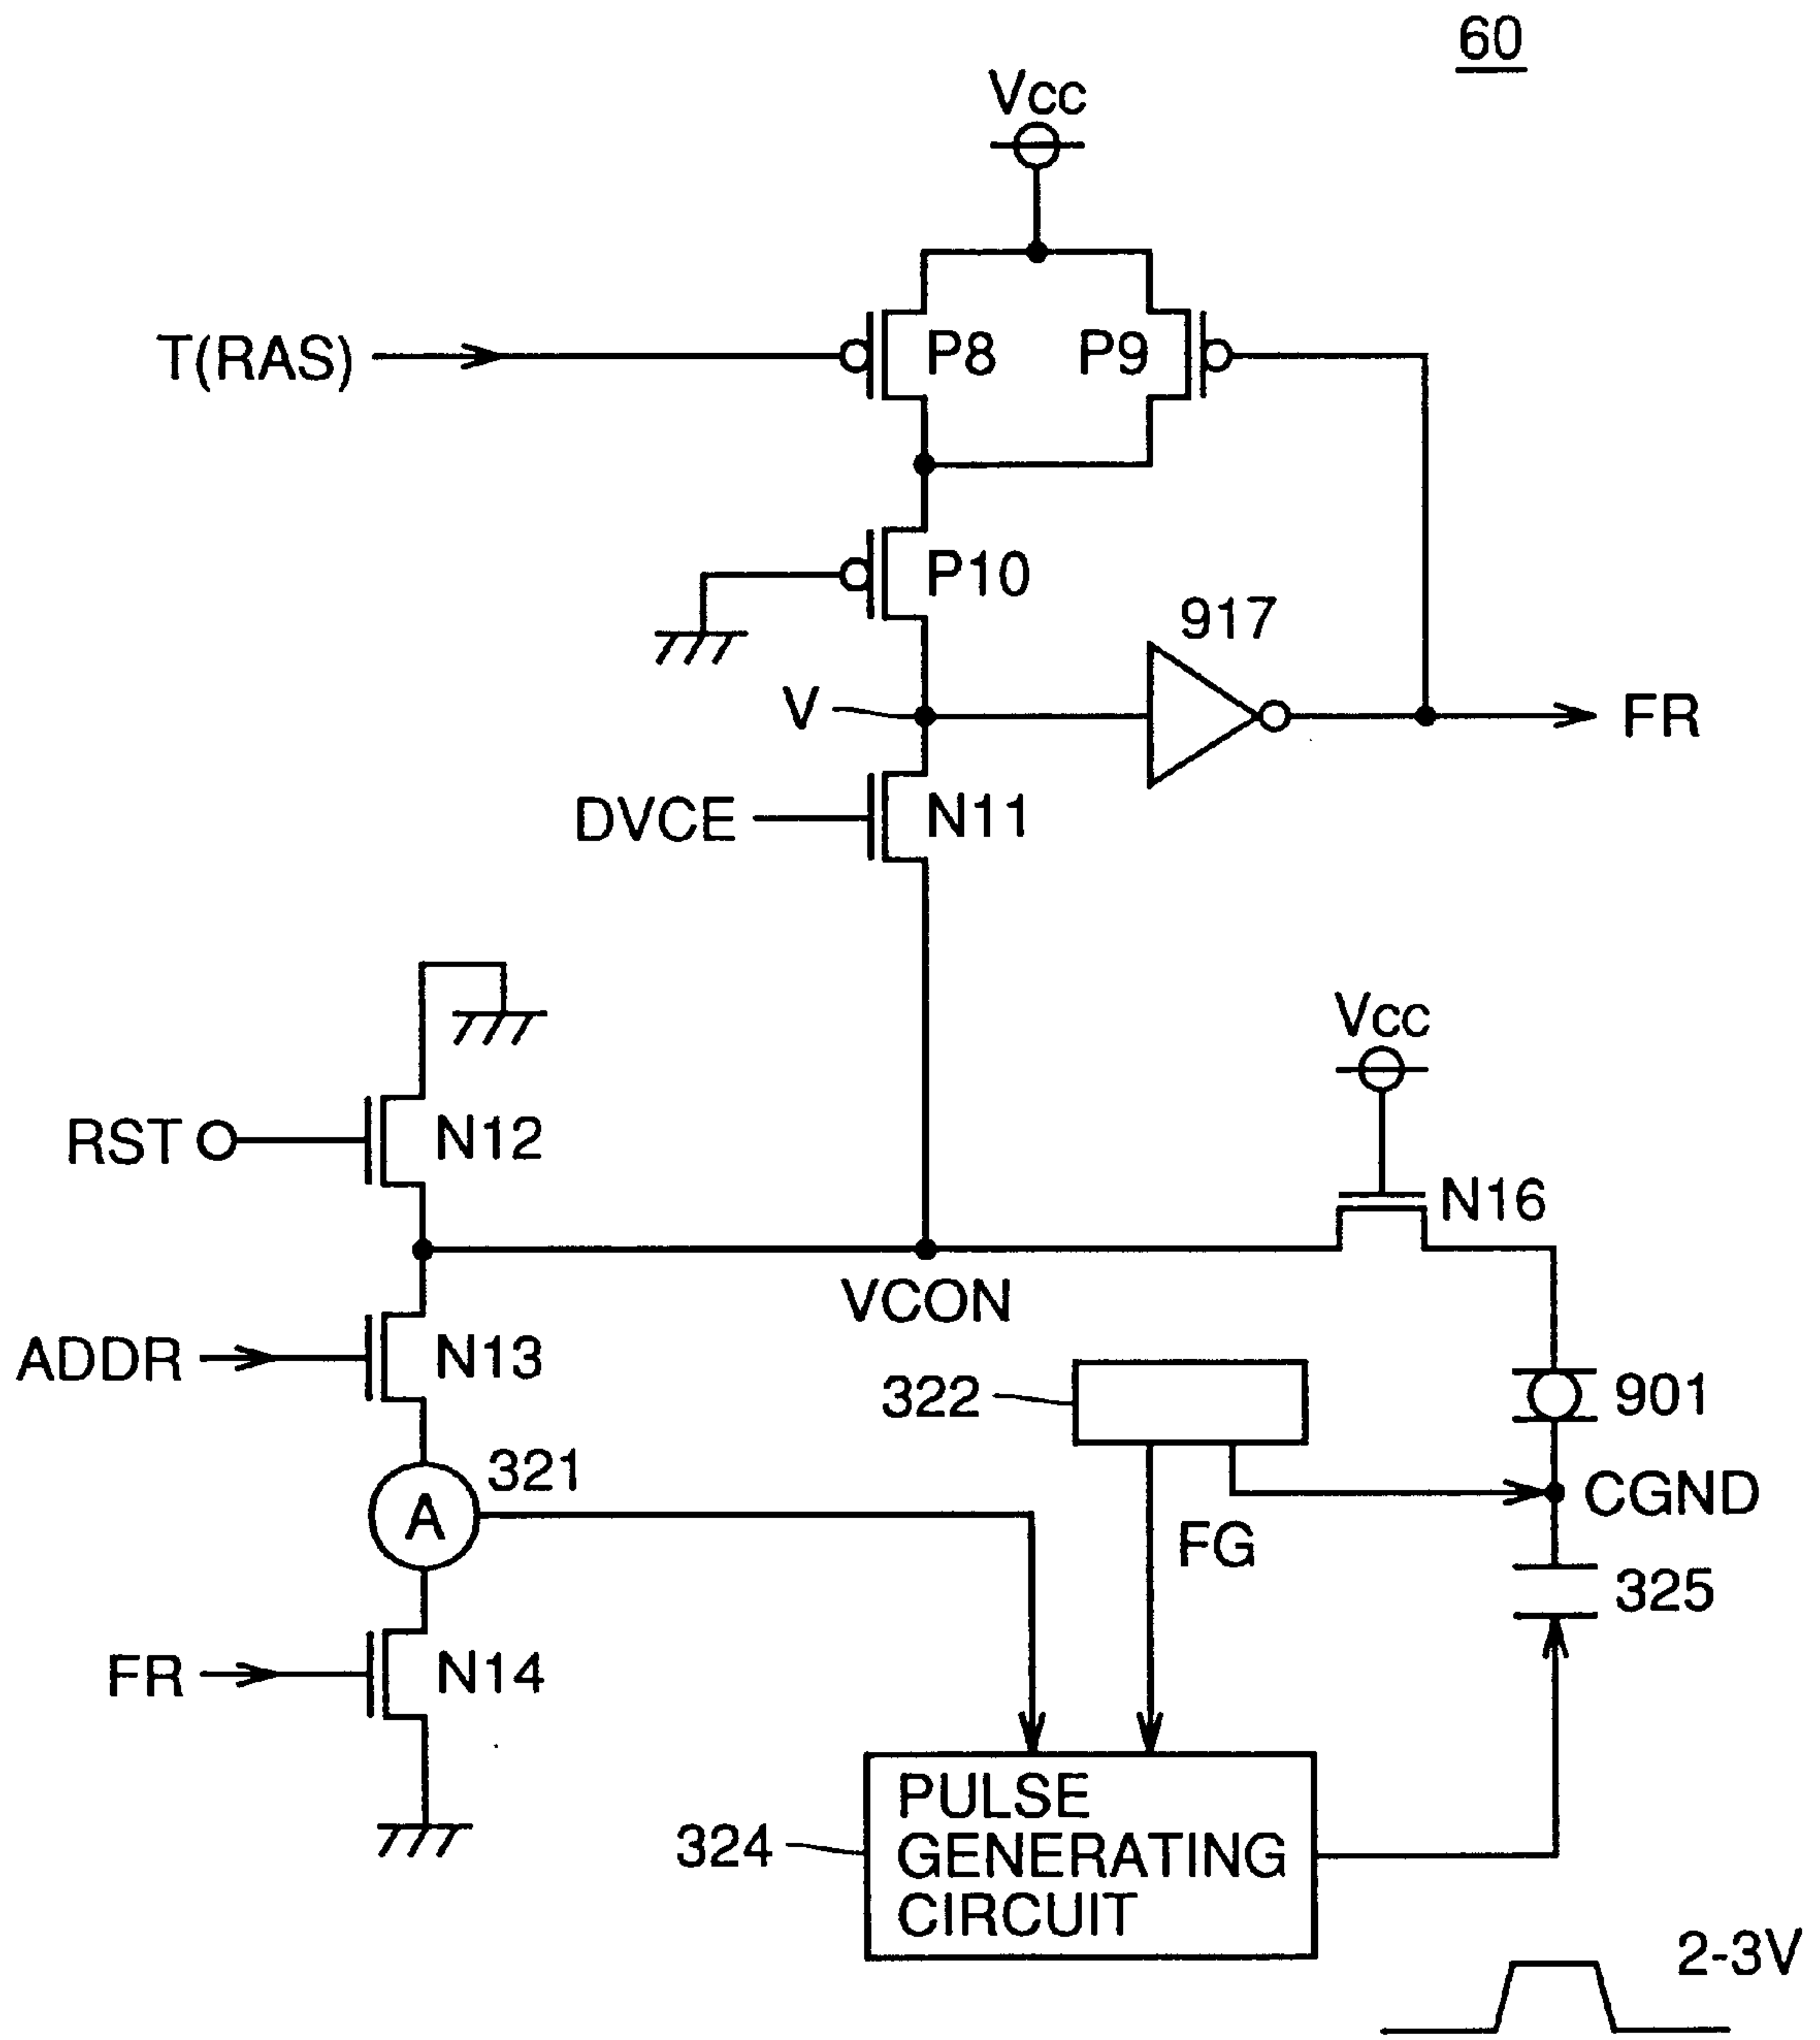 60
Vcc
T(RAS)
P8
P9
P10
917
V
FR
DVCE
N11
Vcc
RST
N12
N16
VCON
ADDR
N13
322
901
321
A
CGND
FG
325
FR
N14
PULSE
GENERATING
CIRCUIT
324
2-3V